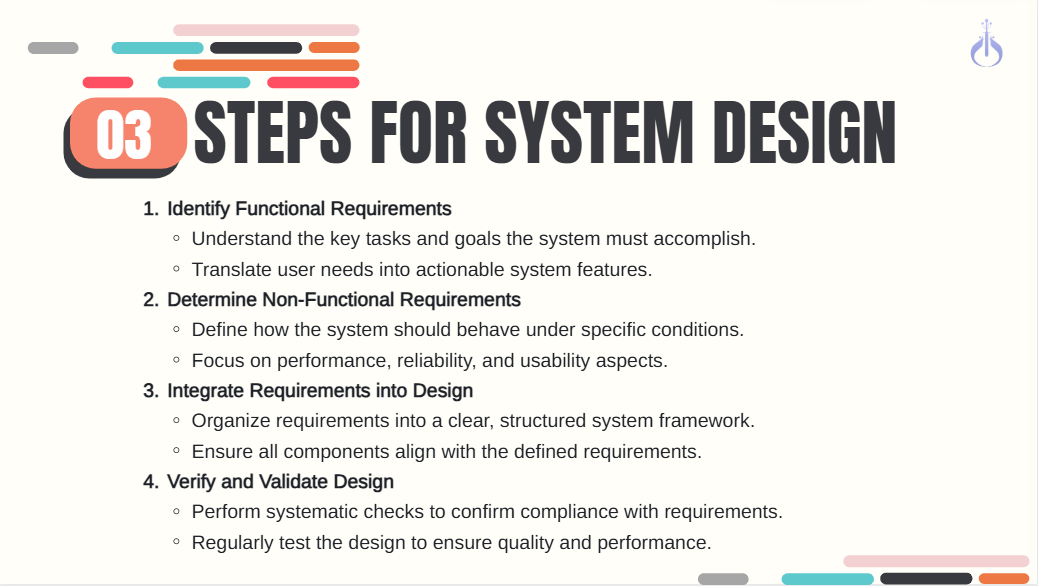 03 STEPS FOR SYSTEM DESIGN
1. Identify Functional Requirements
◦ Understand the key tasks and goals the system must accomplish.
◦ Translate user needs into actionable system features.
2. Determine Non-Functional Requirements
◦ Define how the system should behave under specific conditions.
◦ Focus on performance, reliability, and usability aspects.
3. Integrate Requirements into Design
◦ Organize requirements into a clear, structured system framework.
◦ Ensure all components align with the defined requirements.
4. Verify and Validate Design
◦ Perform systematic checks to confirm compliance with requirements.
◦ Regularly test the design to ensure quality and performance.